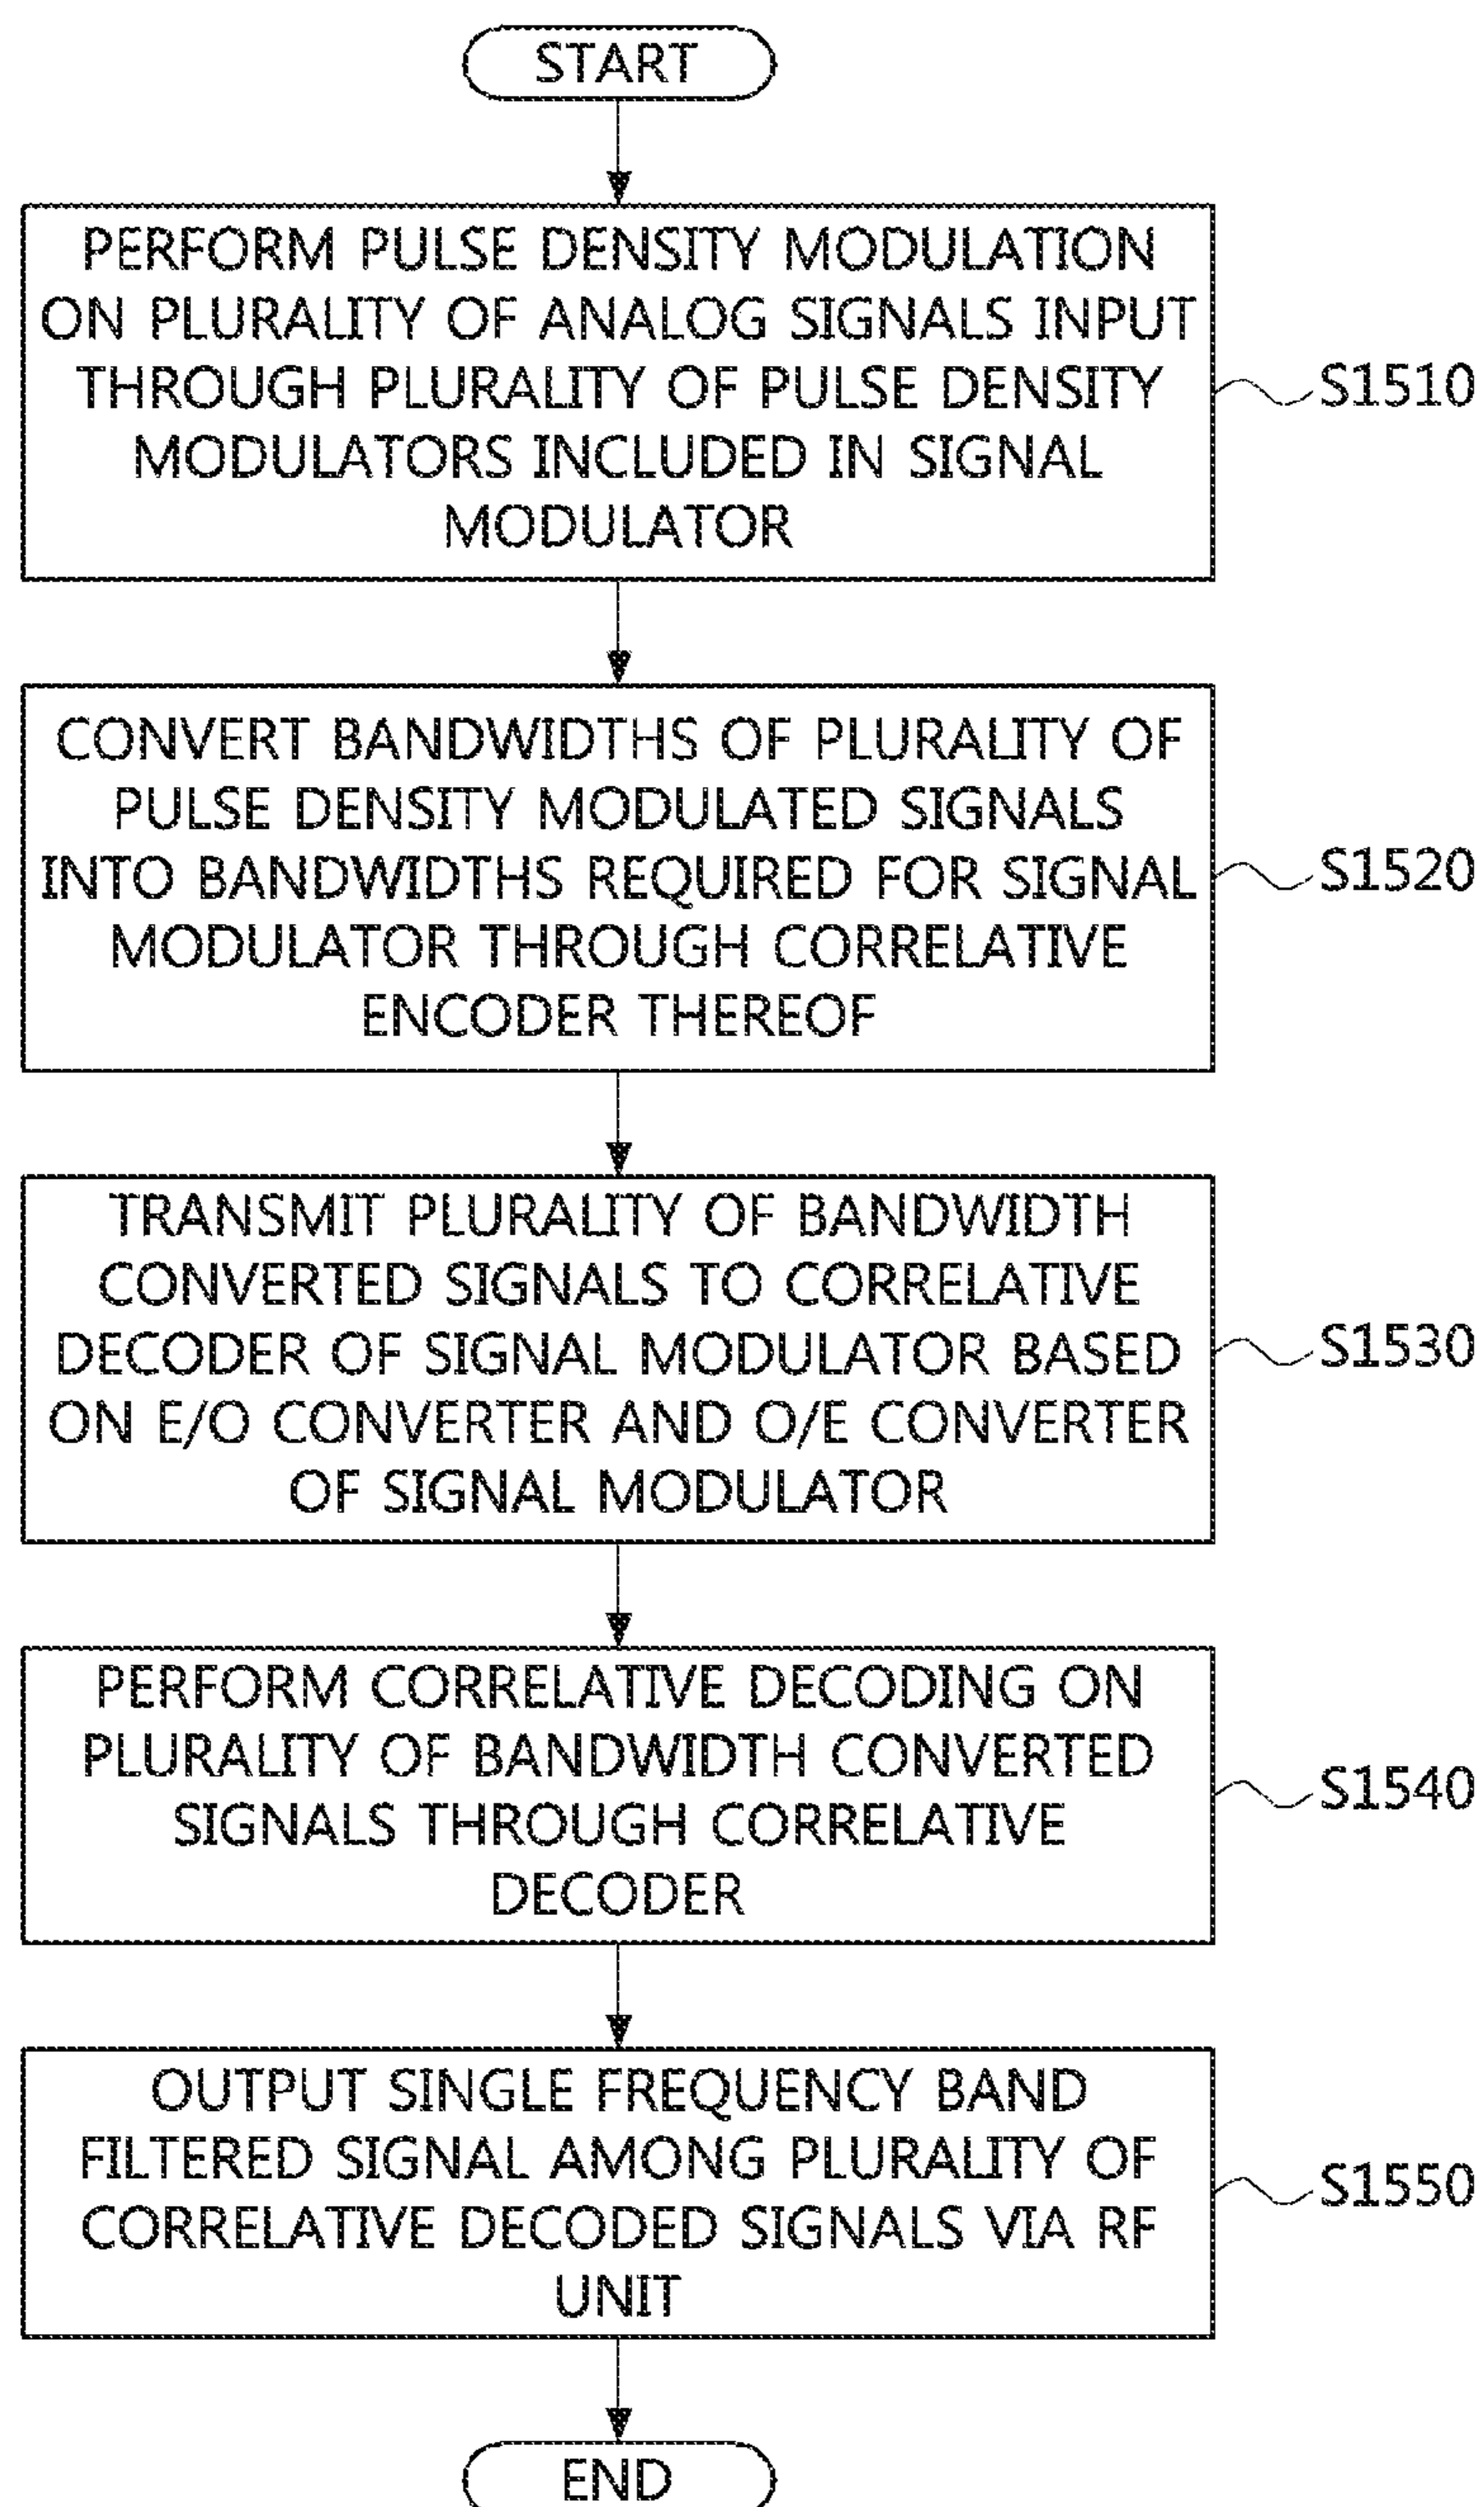 START
PERFORM PULSE DENSITY MODULATION
ON PLURALITY OF ANALOG SIGNALS INPUT
THROUGH PLURALITY OF PULSE DENSITY
MODULATORS INCLUDED IN SIGNAL
MODULATOR
S1510
CONVERT BANDWIDTHS OF PLURALITY OF
PULSE DENSITY MODULATED SIGNALS
INTO BANDWIDTHS REQUIRED FOR SIGNAL
MODULATOR THROUGH CORRELATIVE
ENCODER THEREOF
S1520
TRANSMIT PLURALITY OF BANDWIDTH
CONVERTED SIGNALS TO CORRELATIVE
DECODER OF SIGNAL MODULATOR BASED
ON E/O CONVERTER AND O/E CONVERTER
OF SIGNAL MODULATOR
S1530
PERFORM CORRELATIVE DECODING ON
PLURALITY OF BANDWIDTH CONVERTED
SIGNALS THROUGH CORRELATIVE
DECODER
S1540
OUTPUT SINGLE FREQUENCY BAND
FILTERED SIGNAL AMONG PLURALITY OF
CORRELATIVE DECODED SIGNALS VIA RF
UNIT
S1550
END